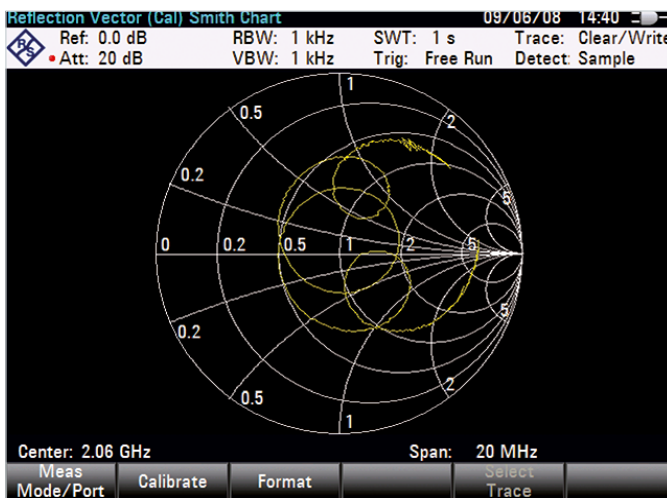 Reflection Vector (Cal) Smith Chart 09/06/08 14:40
R&S Ref: 0.0 dB RBW: 1 kHz SWT: 1 s Trace: Clear/Write
Att: 20 dB VBW: 1 kHz Trig: Free Run Detect: Sample
1
0.5 2
0.2 5
0 0.2 0.5 1 2 5
0.2 5
0.5 2
1
Center: 2.06 GHz Span: 20 MHz
Meas Mode/Port Calibrate Format Select Trace